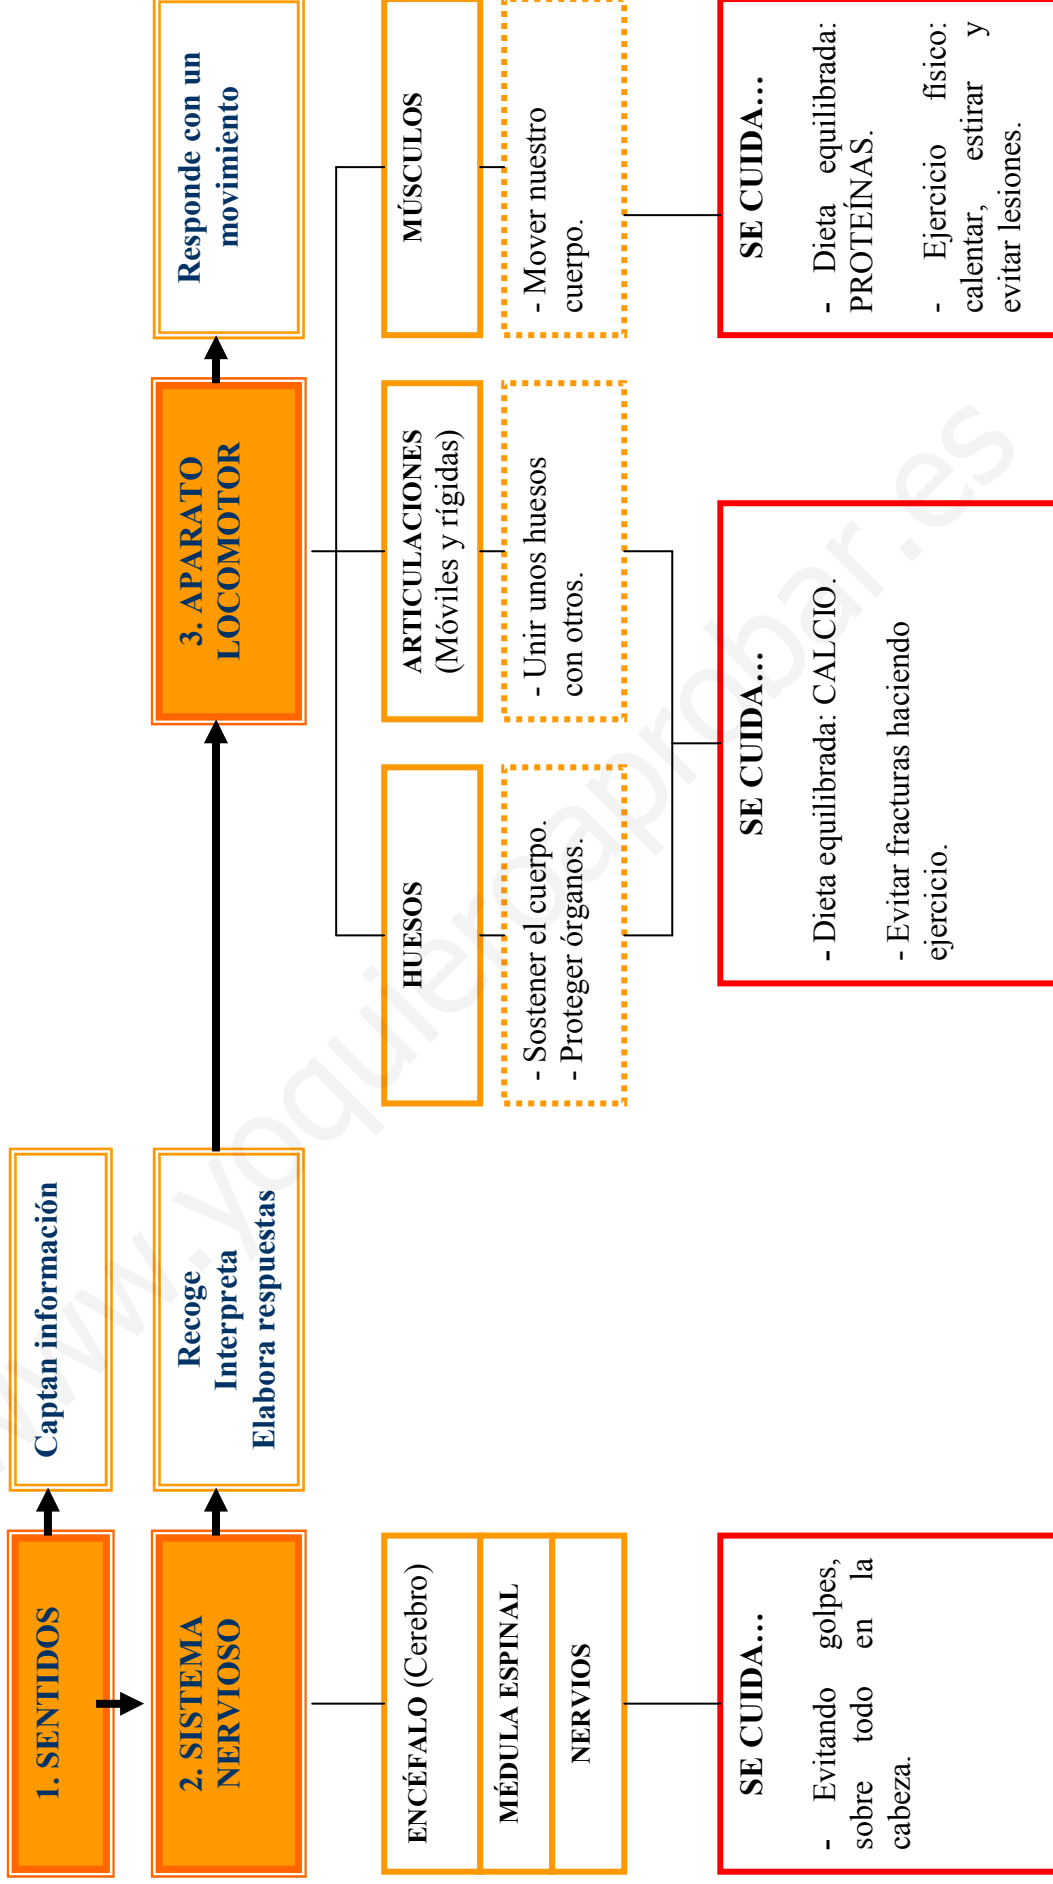 1. SENTIDOS
Captan información
2. SISTEMA
NERVIOSO
Recoge
Interpreta
Elabora respuestas
3. APARATO
LOCOMOTOR
Responde con un
movimiento
ENCÉFALO (Cerebro)
MÉDULA ESPINAL
NERVIOS
HUESOS
ARTICULACIONES
(Móviles y rígidas)
MÚSCULOS
- Sostener el cuerpo.
- Proteger órganos.
- Unir unos huesos
con otros.
- Mover nuestro
cuerpo.
SE CUIDA…
- Evitando golpes,
sobre todo en la
cabeza.
SE CUIDA…
- Dieta equilibrada: CALCIO.
- Evitar fracturas haciendo
ejercicio.
SE CUIDA…
- Dieta equilibrada:
PROTEÍNAS.
- Ejercicio físico:
calentar, estirar y
evitar lesiones.
www.yoquieroaprobar.es